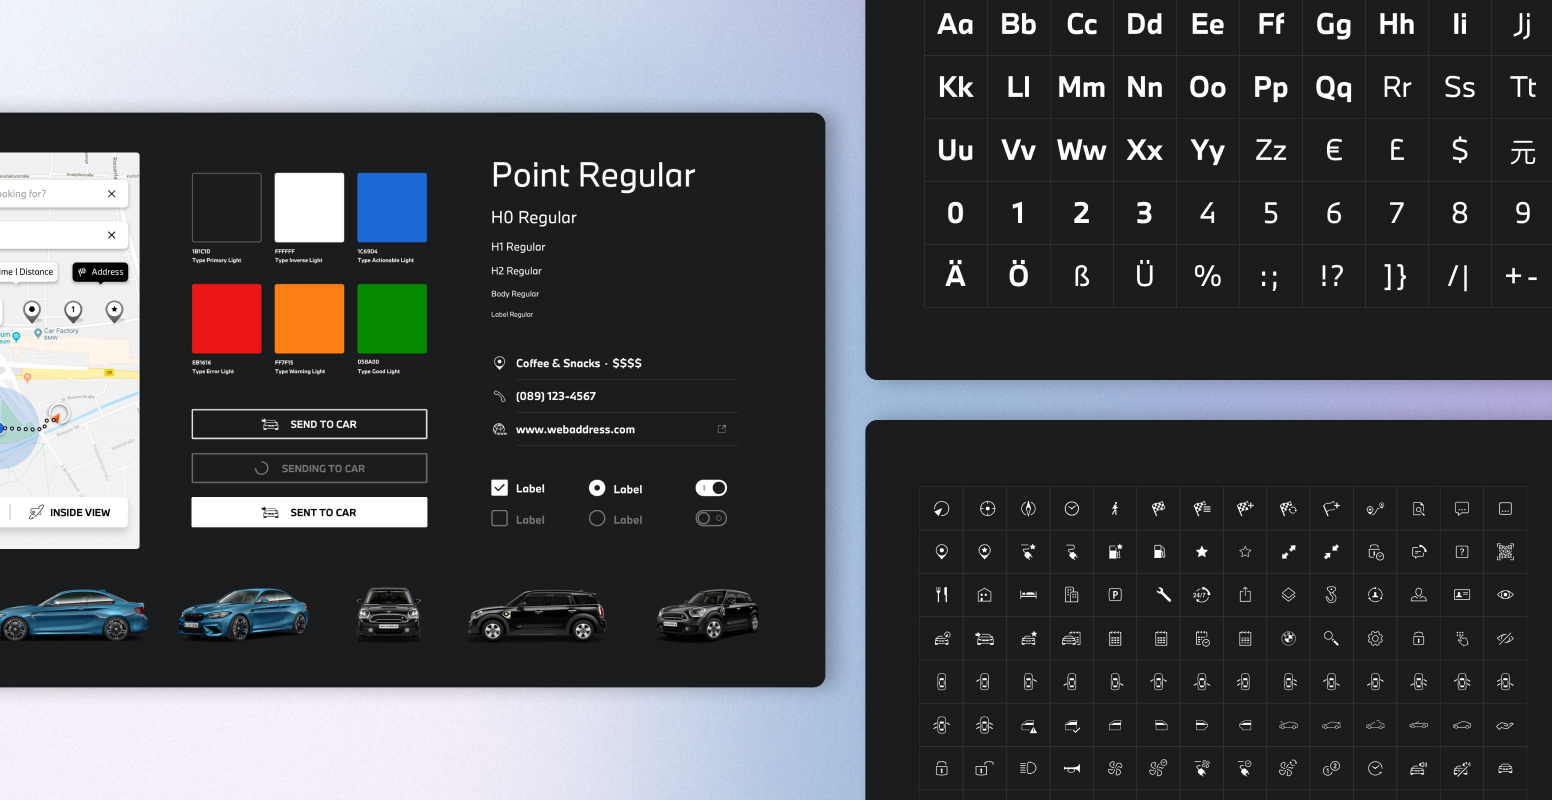 ooking for?
ime | Distance
Address
1
Car Factory
BMW
INSIDE VIEW
1B1C1D
Type Primary Light
FFFFFF
Type Inverse Light
1C69D4
Type Actionable Light
EB1616
Type Error Light
FF7F15
Type Warning Light
058A00
Type Good Light
SEND TO CAR
SENDING TO CAR
SENT TO CAR
Point Regular
H0 Regular
H1 Regular
H2 Regular
Body Regular
Label Regular
Coffee & Snacks · $$$$
(089) 123-4567
www.webaddress.com
Label
Label
Label
Label
Aa Bb Cc Dd Ee Ff Gg Hh Ii Jj
Kk Ll Mm Nn Oo Pp Qq Rr Ss Tt
Uu Vv Ww Xx Yy Zz € £ $ 元
0 1 2 3 4 5 6 7 8 9
Ä Ö ß Ü % :; !? ]} /| +-
?
P
24/7
1 2